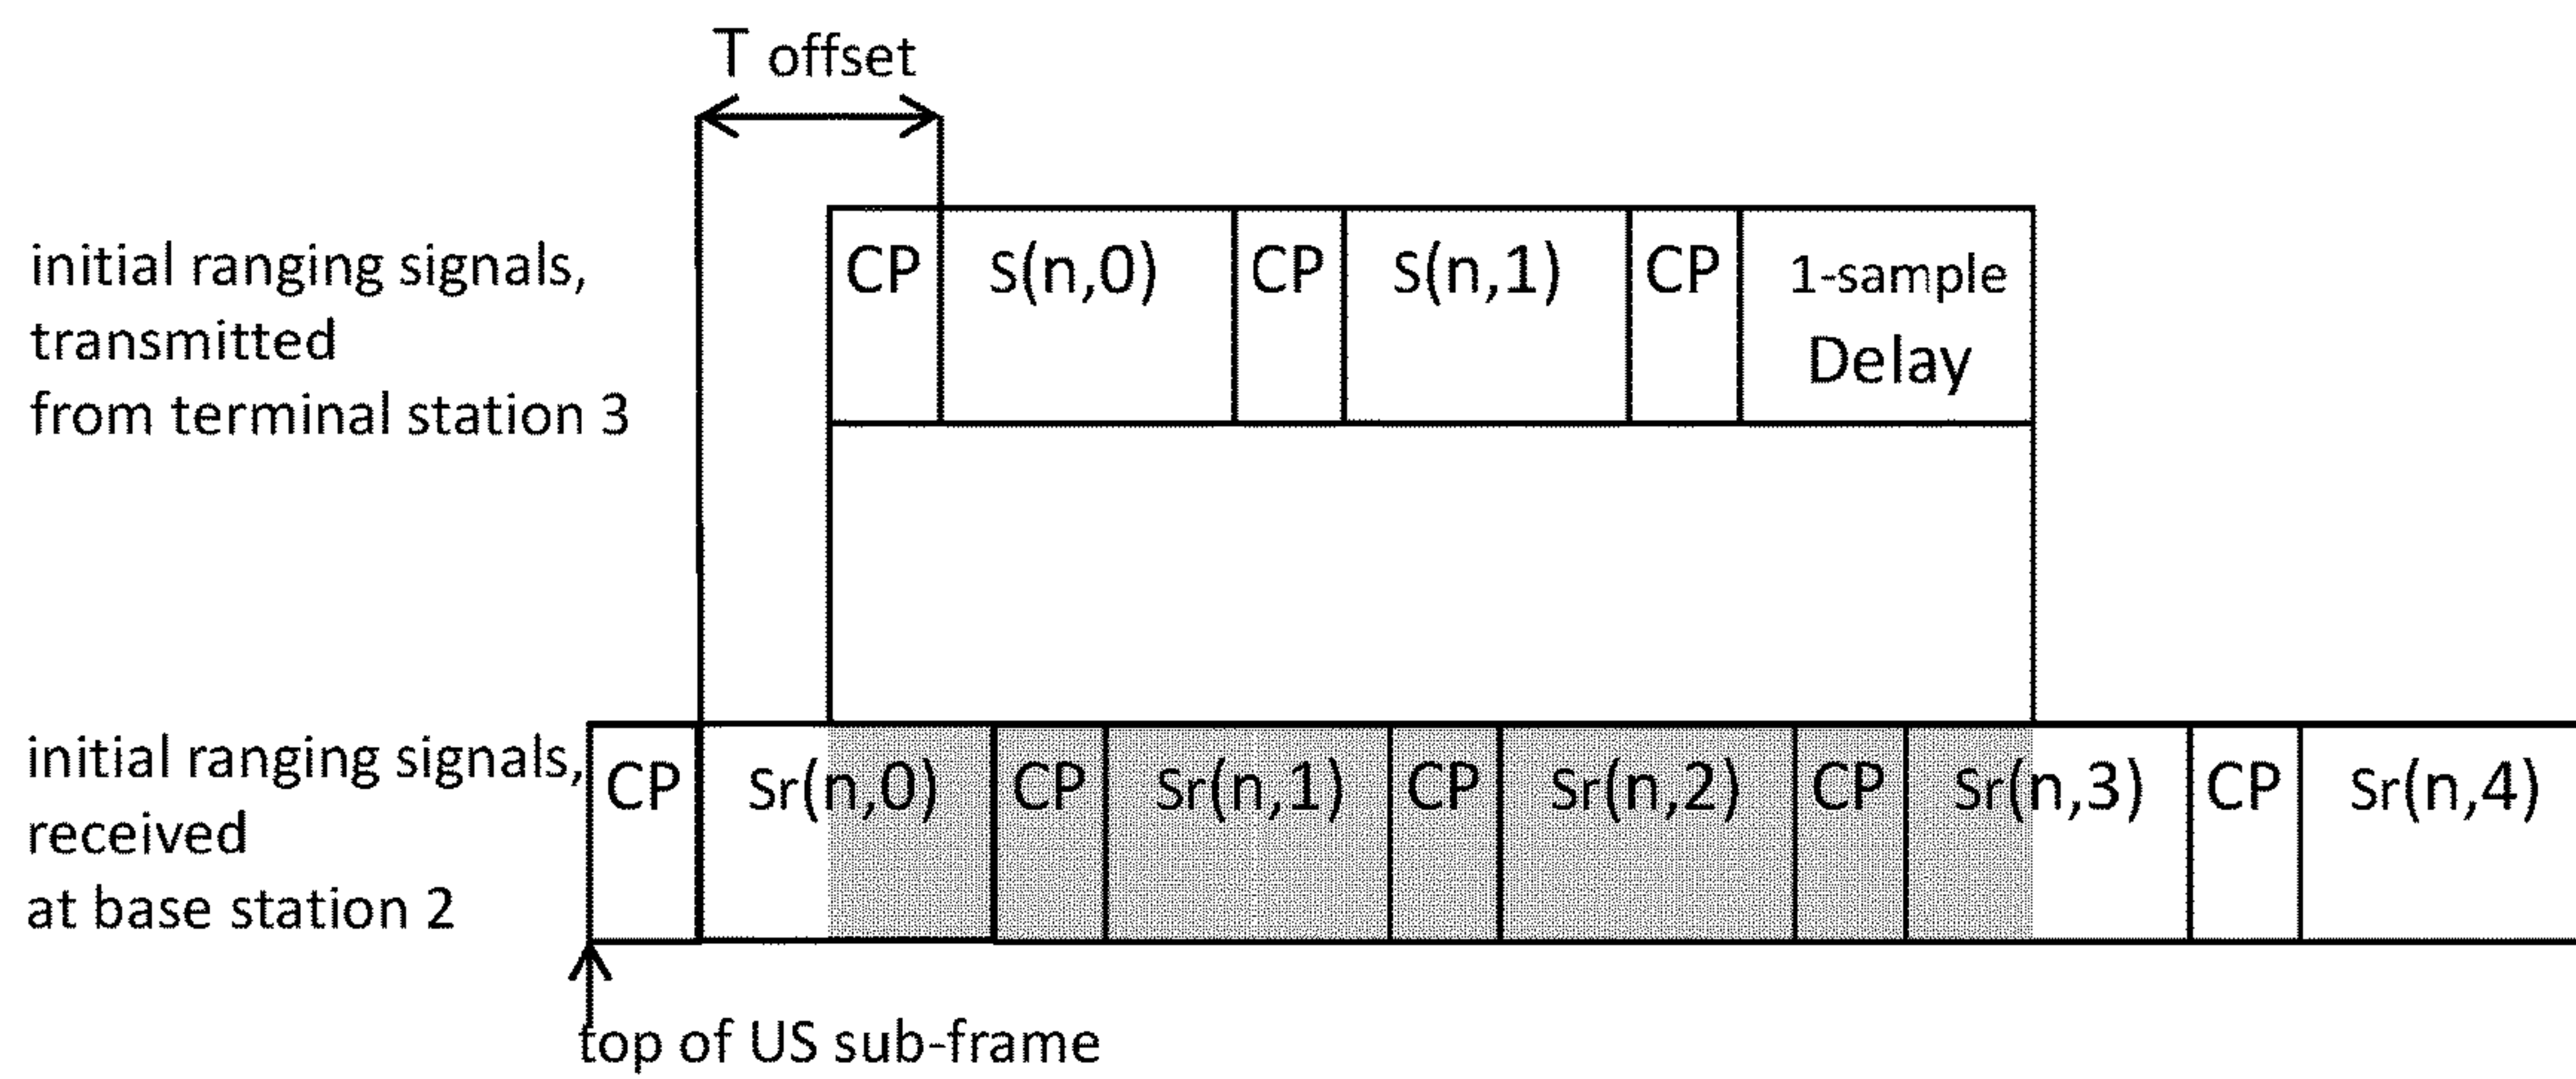 T offset
initial ranging signals,
transmitted
from terminal station 3
CP S(n,0) CP S(n,1) CP 1-sample
Delay
initial ranging signals,
received
at base station 2
CP Sr(n,0) CP Sr(n,1) CP Sr(n,2) CP Sr(n,3) CP Sr(n,4)
top of US sub-frame